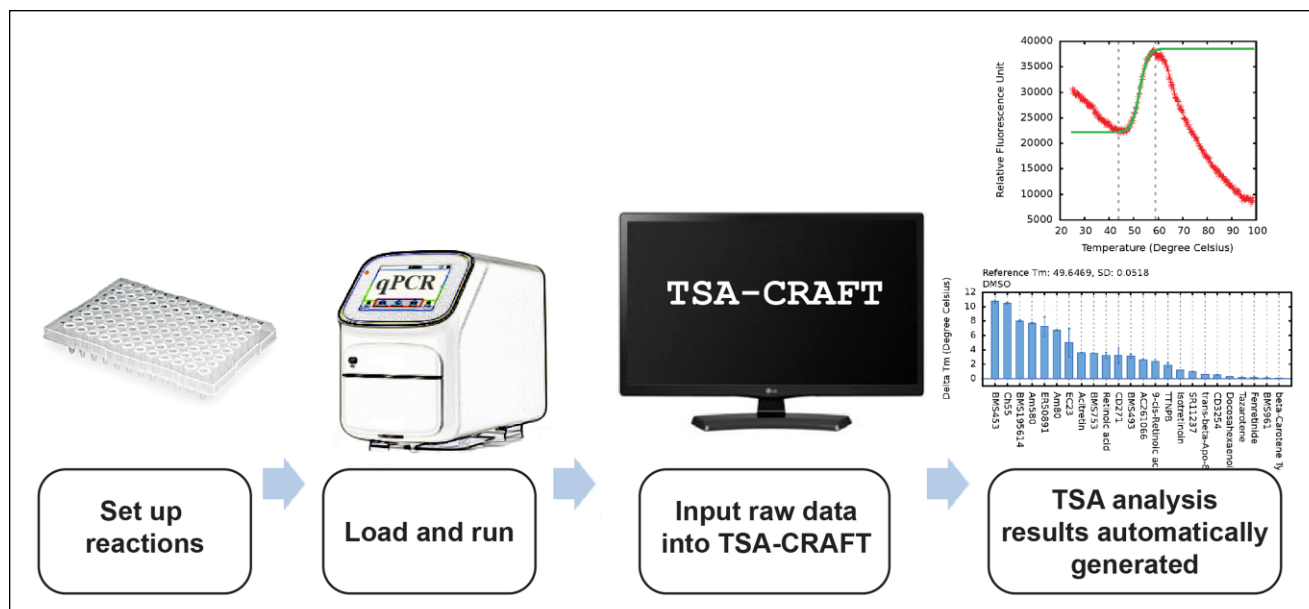 40000
35000
30000
25000
20000
15000
10000
5000
Relative Fluorescence Unit
20 30 40 50 60 70 80 90 100
Temperature (Degree Celsius)
qPCR
TSA-CRAFT
LG
Reference Tm: 49.6469, SD: 0.0518
DMSO
12
10
8
6
4
2
0
Delta Tm (Degree Celsius)
BMS453
Ch55
BMS195614
Am580
ER50891
Am80
EC23
Acitretin
BMS753
Retinoic acid
CD271
BMS493
AC261066
9-cis-Retinoic ac
TTNPB
Isotretinoin
SR11237
trans-beta-Apo-8
CD3254
Docosahexaenoi
Tazarotene
Fenretinide
BMS961
beta-Carotene Ty
Set up
reactions
Load and run
Input raw data
into TSA-CRAFT
TSA analysis
results automatically
generated